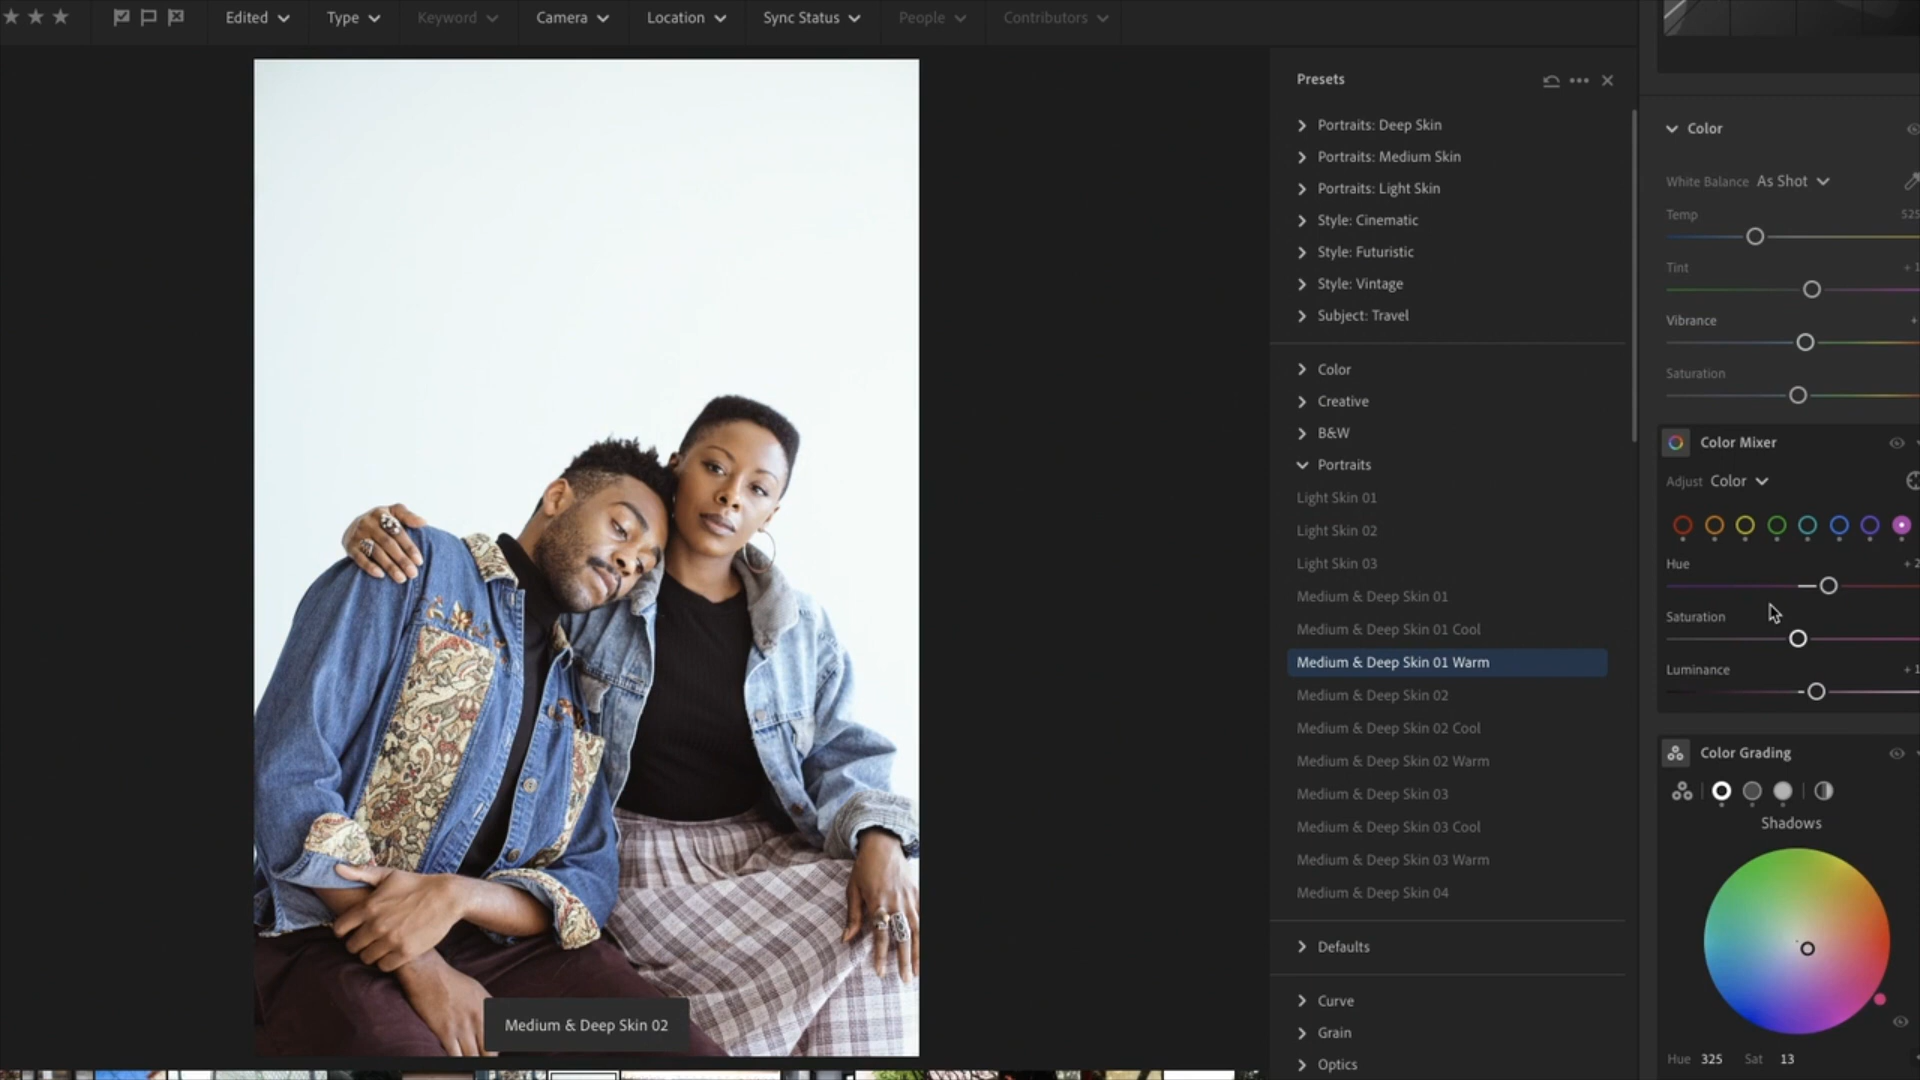 Edited Type Keyword Camera Location Sync Status People Contributors
Presets
Portraits: Deep Skin
Portraits: Medium Skin
Portraits: Light Skin
Style: Cinematic
Style: Futuristic
Style: Vintage
Subject: Travel
Color
Creative
B&W
Portraits
Light Skin 01
Light Skin 02
Light Skin 03
Medium & Deep Skin 01
Medium & Deep Skin 01 Cool
Medium & Deep Skin 01 Warm
Medium & Deep Skin 02
Medium & Deep Skin 02 Cool
Medium & Deep Skin 02 Warm
Medium & Deep Skin 03
Medium & Deep Skin 03 Cool
Medium & Deep Skin 03 Warm
Medium & Deep Skin 04
Defaults
Curve
Grain
Optics
Color
White Balance As Shot
Temp
Tint
Vibrance
Saturation
Color Mixer
Adjust Color
Hue
Saturation
Luminance
Color Grading
Shadows
Hue 325 Sat 13
Medium & Deep Skin 02